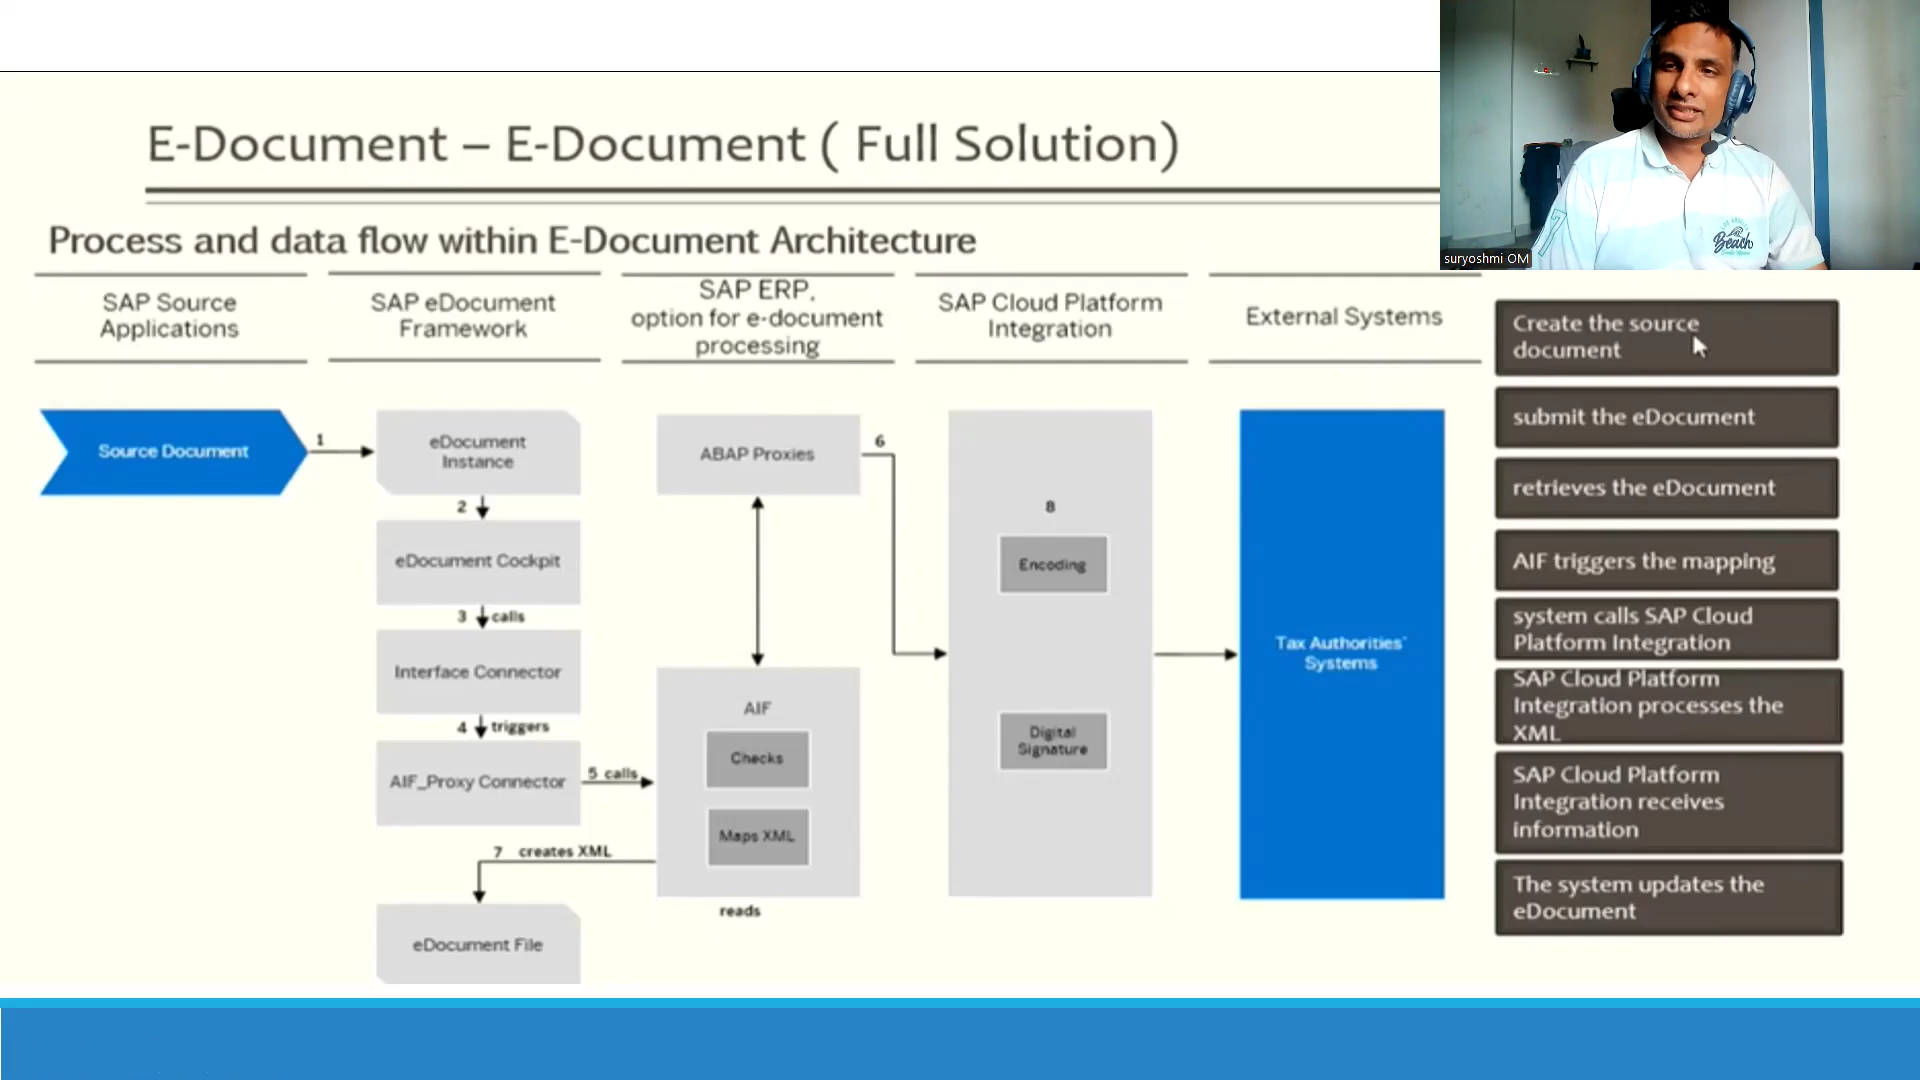 E-Document – E-Document ( Full Solution)
Process and data flow within E-Document Architecture
SAP Source
Applications
SAP eDocument
Framework
SAP ERP,
option for e-document
processing
SAP Cloud Platform
Integration
External Systems
Source Document
1
eDocument
Instance
2
eDocument Cockpit
3 calls
Interface Connector
4 triggers
AIF_Proxy Connector
5 calls
7 creates XML
eDocument File
ABAP Proxies
6
AIF
Checks
Maps XML
reads
8
Encoding
Digital
Signature
Tax Authorities'
Systems
Create the source
document
submit the eDocument
retrieves the eDocument
AIF triggers the mapping
system calls SAP Cloud
Platform Integration
SAP Cloud Platform
Integration processes the
XML
SAP Cloud Platform
Integration receives
information
The system updates the
eDocument
suryoshmi OM
Beach